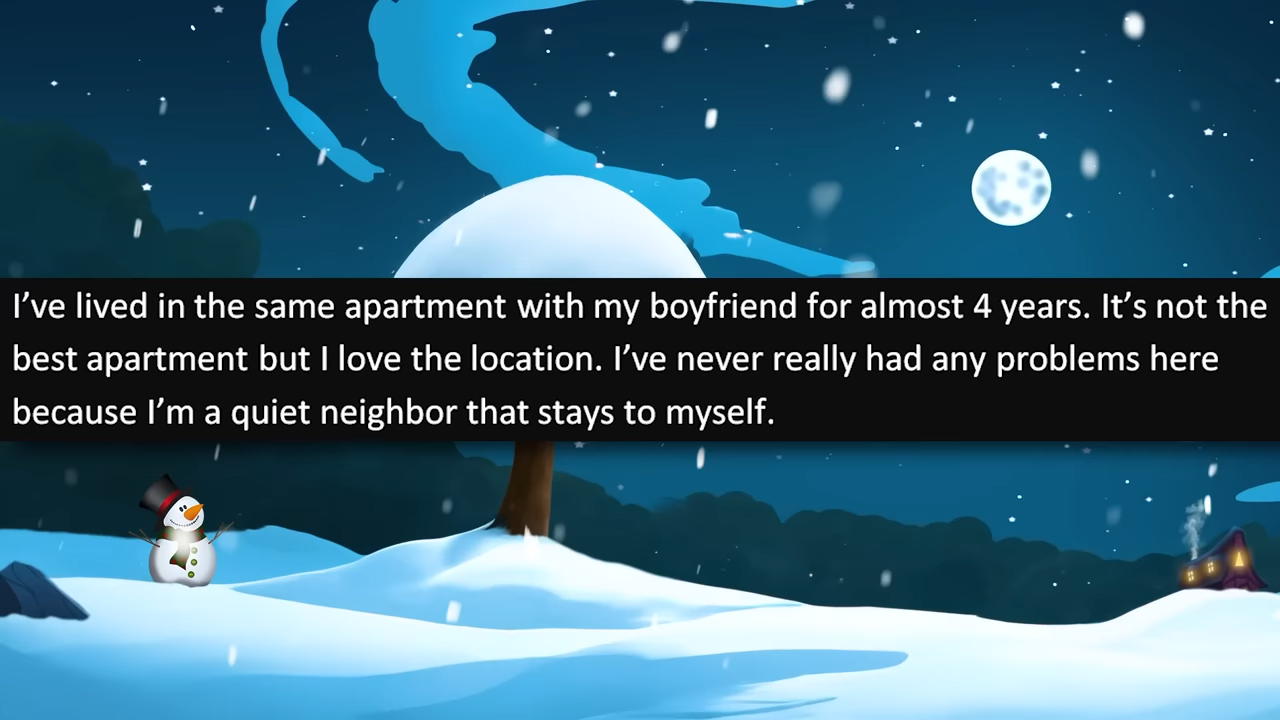 I’ve lived in the same apartment with my boyfriend for almost 4 years. It’s not the
best apartment but I love the location. I’ve never really had any problems here
because I’m a quiet neighbor that stays to myself.